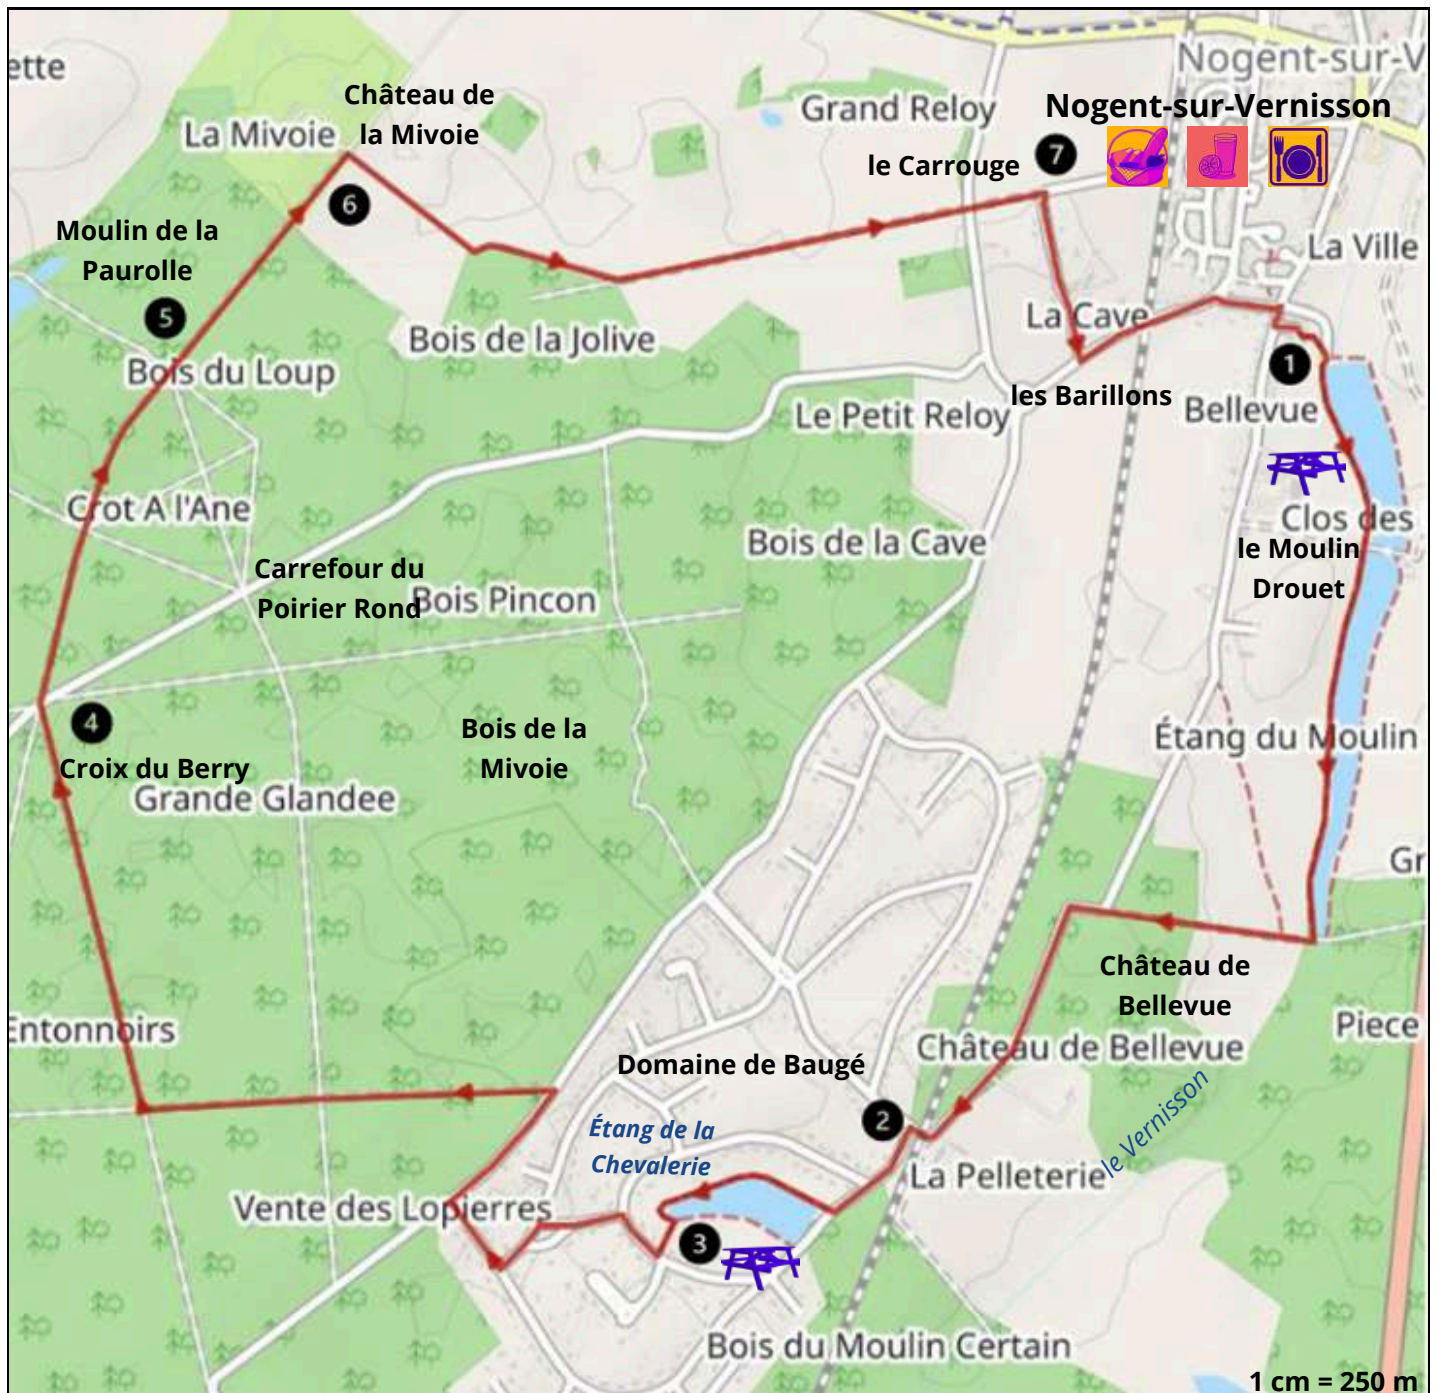 Nogent-sur-V
ette
Château de
la Mivoie
Grand Reloy
Nogent-sur-Vernisson
La Mivoie
le Carrouge
7
6
Moulin de la
Paurolle
La Ville
5
La Cave
Bois de la Jolive
Bois du Loup
1
les Barillons
Le Petit Reloy
Bellevue
Crot A l'Ane
Clos des
Bois de la Cave
le Moulin
Drouet
Carrefour du
Poirier Rond
Bois Pincon
4
Bois de la
Mivoie
Étang du Moulin
Croix du Berry
Grande Glandee
Gr
Château de
Bellevue
Entonnoirs
Piece
Château de Bellevue
Domaine de Baugé
2
Étang de la
Chevalerie
le Vernisson
La Pelleterie
Vente des Lopierres
3
Bois du Moulin Certain
1 cm = 250 m